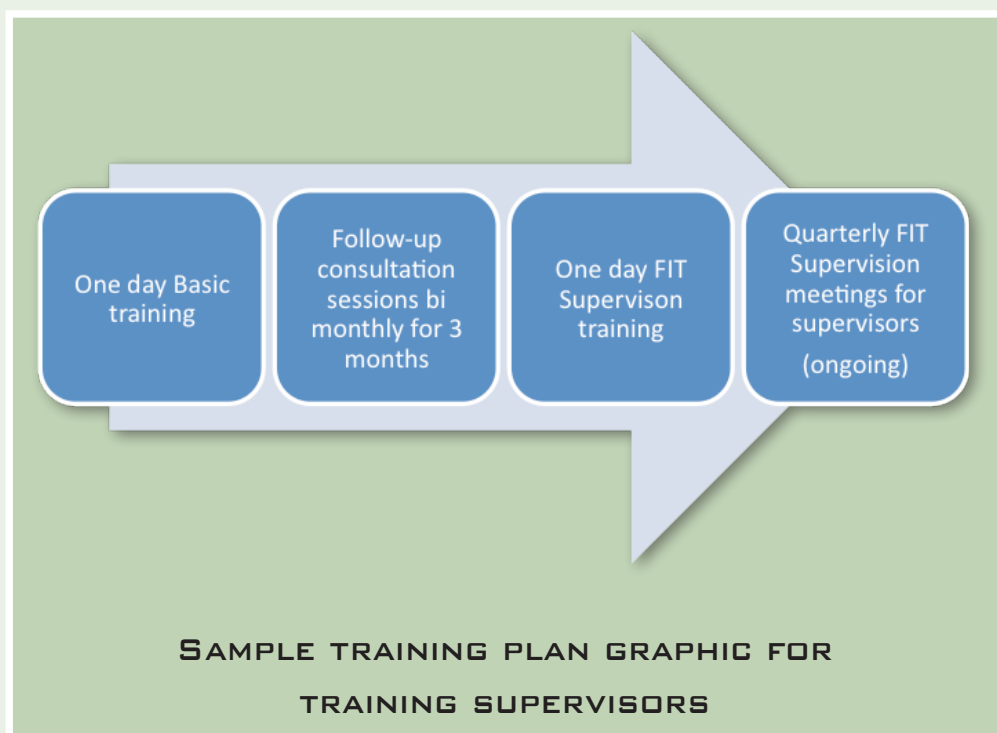 One day Basic
training
Follow-up
consultation
sessions bi
monthly for 3
months
One day FIT
Supervison
training
Quarterly FIT
Supervision
meetings for
supervisors
(ongoing)
Sample training plan graphic for
training supervisors